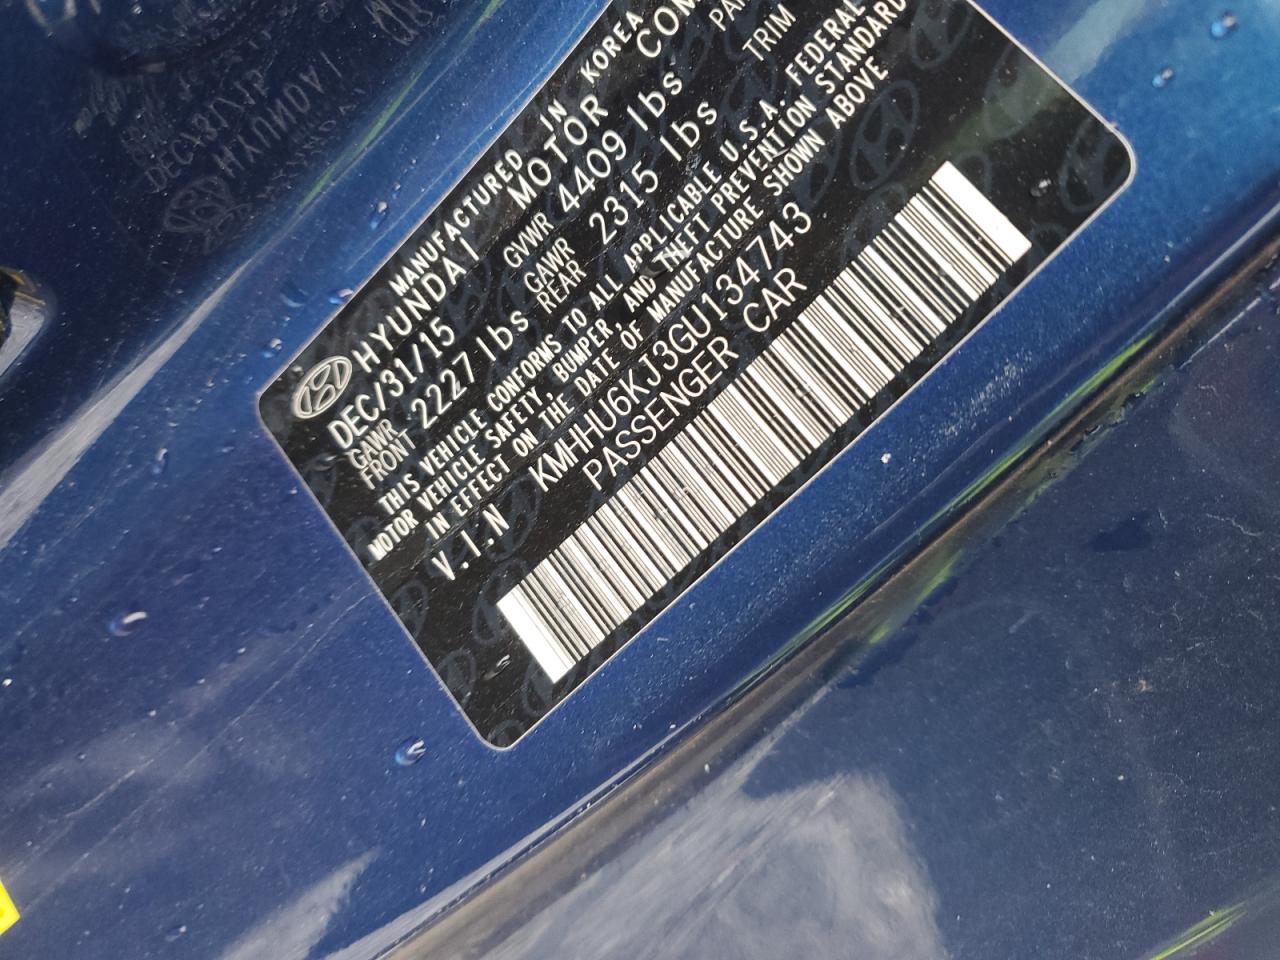 MANUFACTURED IN KOREA
HYUNDAI MOTOR COM
DEC/31/15 GVWR 4409 lbs PA
GAWR FRONT 2227 lbs GAWR REAR 2315 lbs TRIM
THIS VEHICLE CONFORMS TO ALL APPLICABLE U.S.A. FEDERAL
MOTOR VEHICLE SAFETY, BUMPER, AND THEFT PREVENTION STANDARD
IN EFFECT ON THE DATE OF MANUFACTURE SHOWN ABOVE
V.I.N KMHHU6KJ3GU134743
PASSENGER CAR